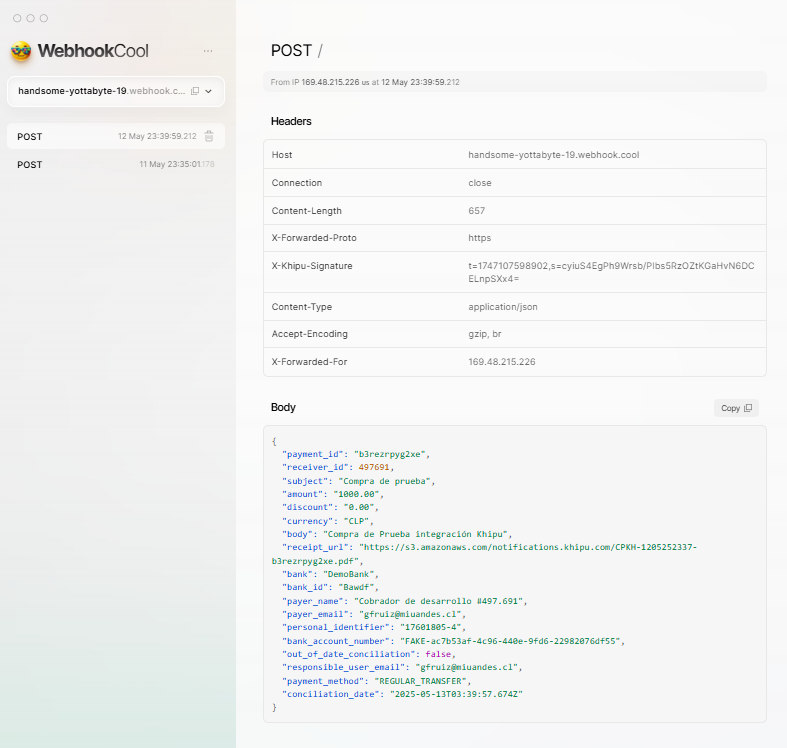 WebhookCool
...
handsome-yottabyte-19.webhook.c...
POST 12 May 23:39:59.212
POST 11 May 23:35:01.178
POST /
From IP 169.48.215.226 us at 12 May 23:39:59.212
Headers
Host handsome-yottabyte-19.webhook.cool
Connection close
Content-Length 657
X-Forwarded-Proto https
X-Khipu-Signature t=1747107598902,s=cyiuS4EgPh9Wrsb/PIbs5RzOZtKGaHvN6DC
ELnpSXx4=
Content-Type application/json
Accept-Encoding gzip, br
X-Forwarded-For 169.48.215.226
Body
Copy
{
"payment_id": "b3rezrpyg2xe",
"receiver_id": 497691,
"subject": "Compra de prueba",
"amount": "1000.00",
"discount": "0.00",
"currency": "CLP",
"body": "Compra de Prueba integración Khipu",
"receipt_url": "https://s3.amazonaws.com/notifications.khipu.com/CPKH-1205252337-
b3rezrpyg2xe.pdf",
"bank": "DemoBank",
"bank_id": "Bawdf",
"payer_name": "Cobrador de desarrollo #497.691",
"payer_email": "gfruiz@miuandes.cl",
"personal_identifier": "17601805-4",
"bank_account_number": "FAKE-ac7b53af-4c96-440e-9fd6-22982076df55",
"out_of_date_conciliation": false,
"responsible_user_email": "gfruiz@miuandes.cl",
"payment_method": "REGULAR_TRANSFER",
"conciliation_date": "2025-05-13T03:39:57.674Z"
}